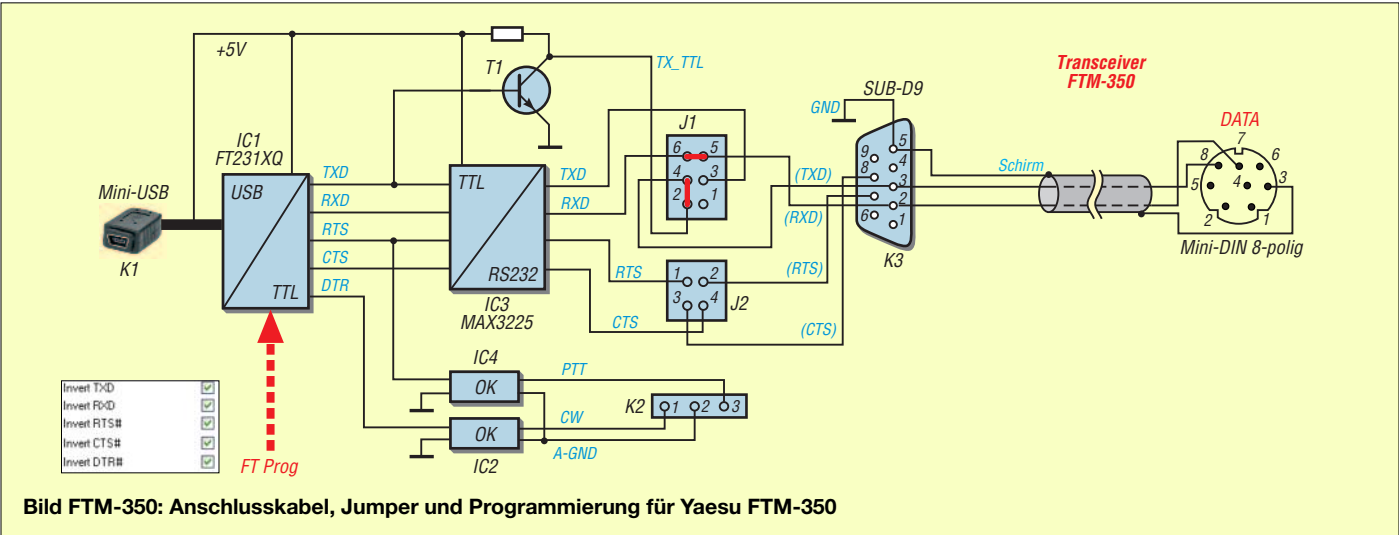 +5V
T1
TX_TTL
Transceiver
FTM-350
SUB-D9
GND
DATA
IC1
FT231XQ
Mini-USB
K1
USB
TTL
TXD
RXD
RTS
CTS
DTR
TTL
RS232
IC3
MAX3225
TXD
RXD
RTS
CTS
J1
6 5
4 3
2 1
J2
1 2
3 4
(TXD)
(RXD)
(RTS)
(CTS)
9 5
8 4
3
2
6 1
K3
Schirm
7
8 6
5 4 3
2 1
Mini-DIN 8-polig
IC4
OK
PTT
K2 1 2 3
CW
OK
IC2
A-GND
Invert TXD
Invert RXD
Invert RTS#
Invert CTS#
Invert DTR#
FT Prog
Bild FTM-350: Anschlusskabel, Jumper und Programmierung für Yaesu FTM-350